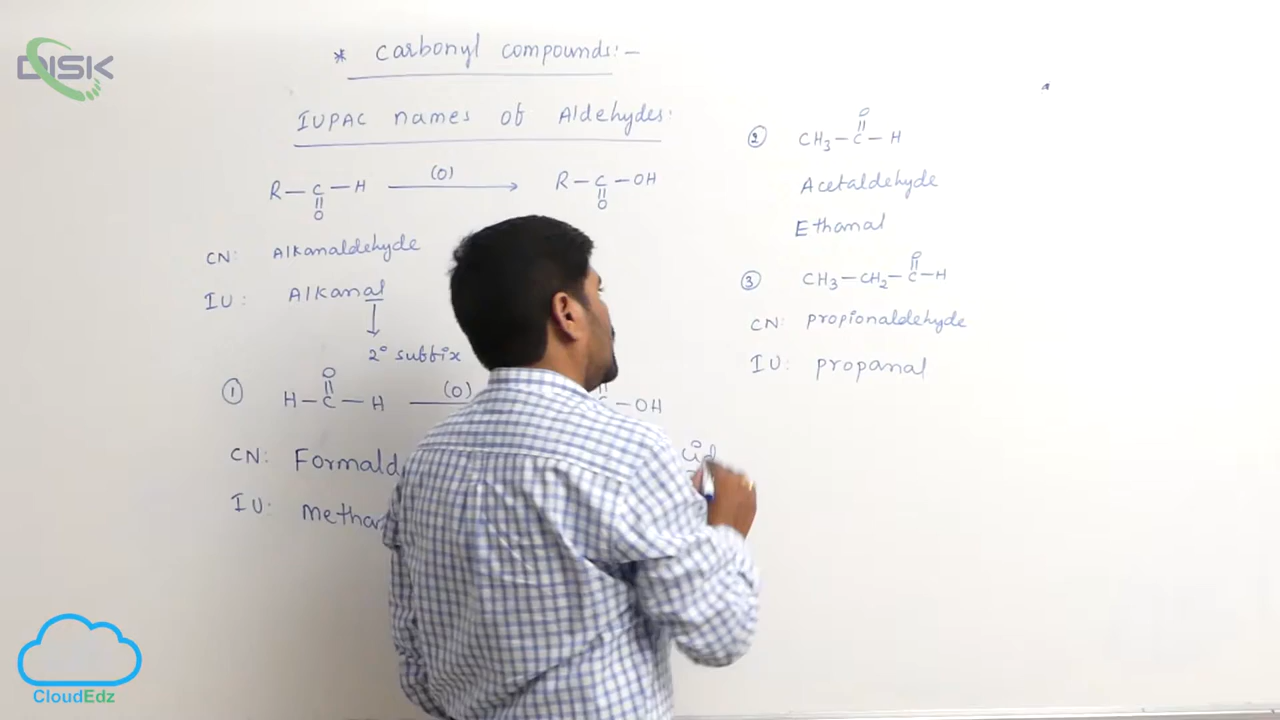 DISK
* Carbonyl compounds:-
IUPAC names of Aldehydes:
R-C-H (O) R-C-OH
O O
CN: Alkanaldehyde
IU: Alkanal
2° suffix
① O
H-C-H (O) C-OH
CN: Formald
IU: methan
② O
CH3-C-H
Acetaldehyde
Ethanal
③ O
CH3-CH2-C-H
CN: propionaldehyde
IU: propanal
CloudEdz